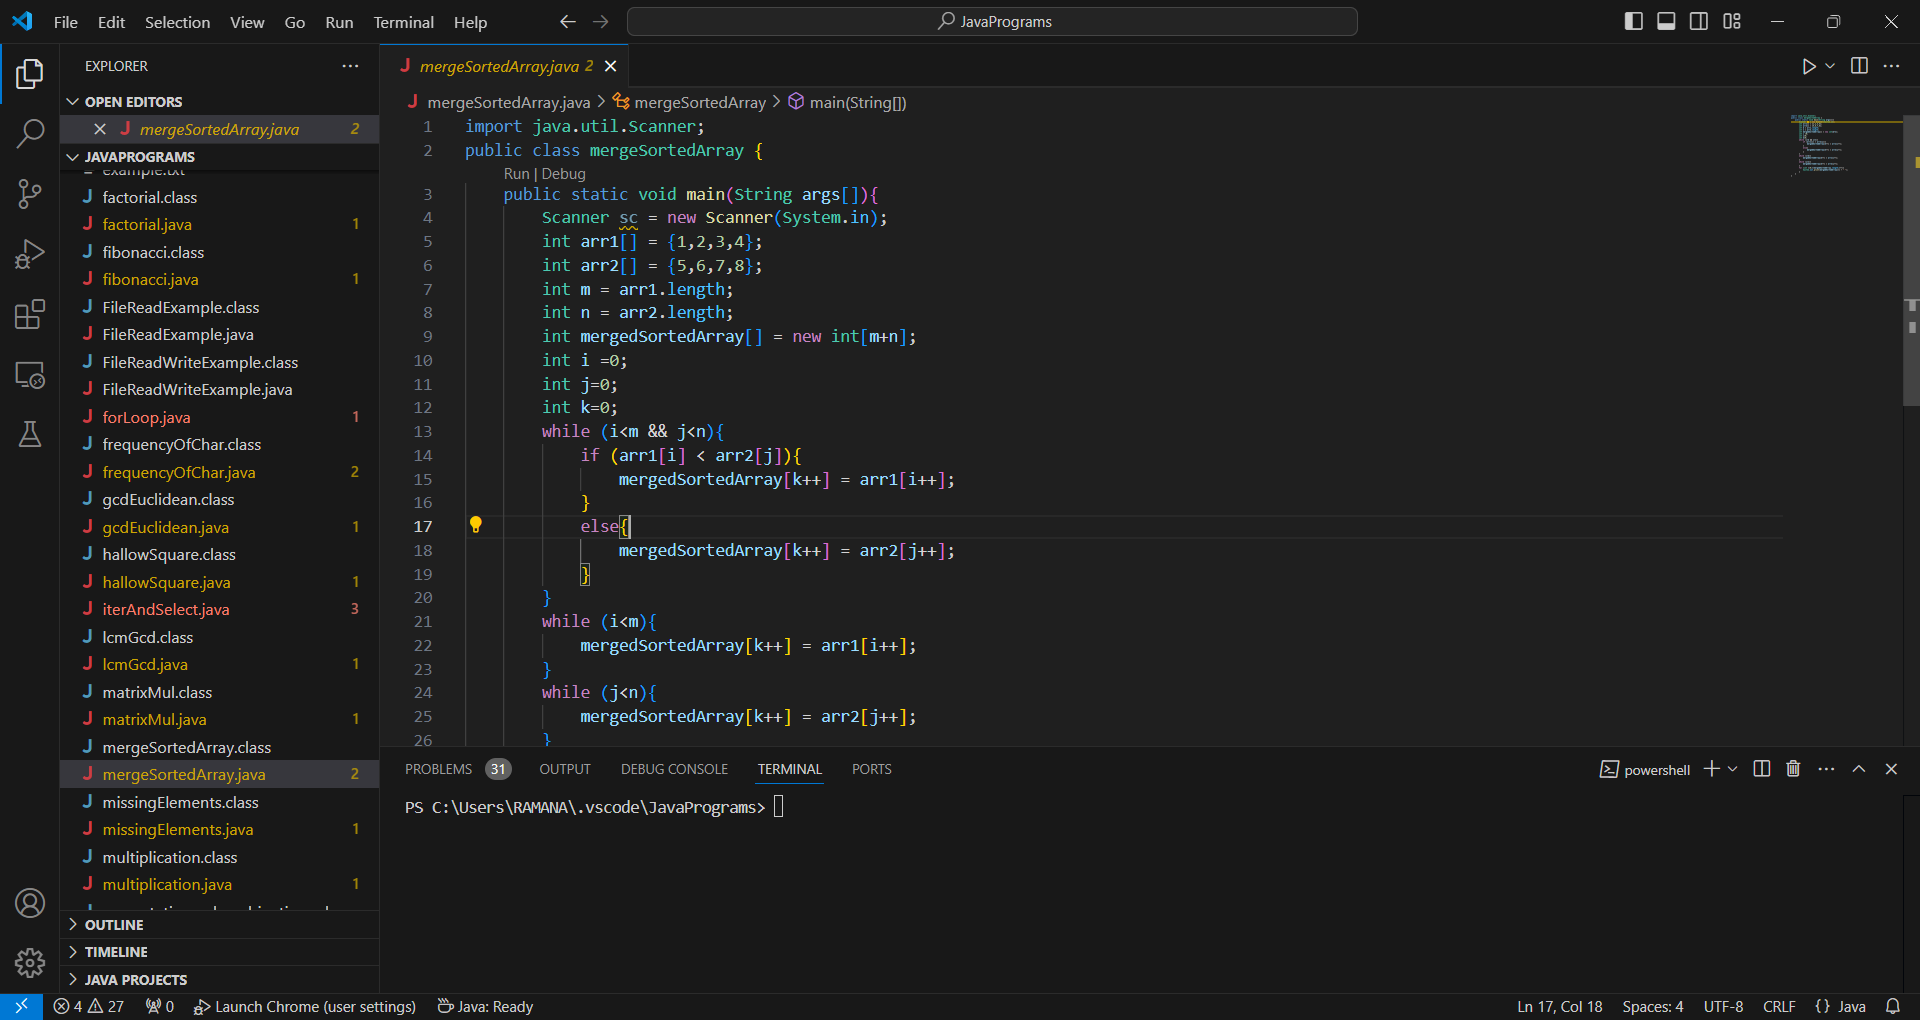 File Edit Selection View Go Run Terminal Help
JavaPrograms
EXPLORER
OPEN EDITORS
mergeSortedArray.java 2
JAVAPROGRAMS
example.txt
factorial.class
factorial.java 1
fibonacci.class
fibonacci.java 1
FileReadExample.class
FileReadExample.java
FileReadWriteExample.class
FileReadWriteExample.java
forLoop.java 1
frequencyOfChar.class
frequencyOfChar.java 2
gcdEuclidean.class
gcdEuclidean.java 1
hallowSquare.class
hallowSquare.java 1
iterAndSelect.java 3
lcmGcd.class
lcmGcd.java 1
matrixMul.class
matrixMul.java 1
mergeSortedArray.class
mergeSortedArray.java 2
missingElements.class
missingElements.java 1
multiplication.class
multiplication.java 1
OUTLINE
TIMELINE
JAVA PROJECTS
mergeSortedArray.java 2
mergeSortedArray.java > mergeSortedArray > main(String[])
1 import java.util.Scanner;
2 public class mergeSortedArray {
Run | Debug
3 public static void main(String args[]){
4 Scanner sc = new Scanner(System.in);
5 int arr1[] = {1,2,3,4};
6 int arr2[] = {5,6,7,8};
7 int m = arr1.length;
8 int n = arr2.length;
9 int mergedSortedArray[] = new int[m+n];
10 int i =0;
11 int j=0;
12 int k=0;
13 while (i<m && j<n){
14 if (arr1[i] < arr2[j]){
15 mergedSortedArray[k++] = arr1[i++];
16 }
17 else{
18 mergedSortedArray[k++] = arr2[j++];
19 }
20 }
21 while (i<m){
22 mergedSortedArray[k++] = arr1[i++];
23 }
24 while (j<n){
25 mergedSortedArray[k++] = arr2[j++];
26 }
PROBLEMS 31 OUTPUT DEBUG CONSOLE TERMINAL PORTS
powershell
PS C:\Users\RAMANA\.vscode\JavaPrograms>
4 27 0 Launch Chrome (user settings) Java: Ready
Ln 17, Col 18 Spaces: 4 UTF-8 CRLF {} Java